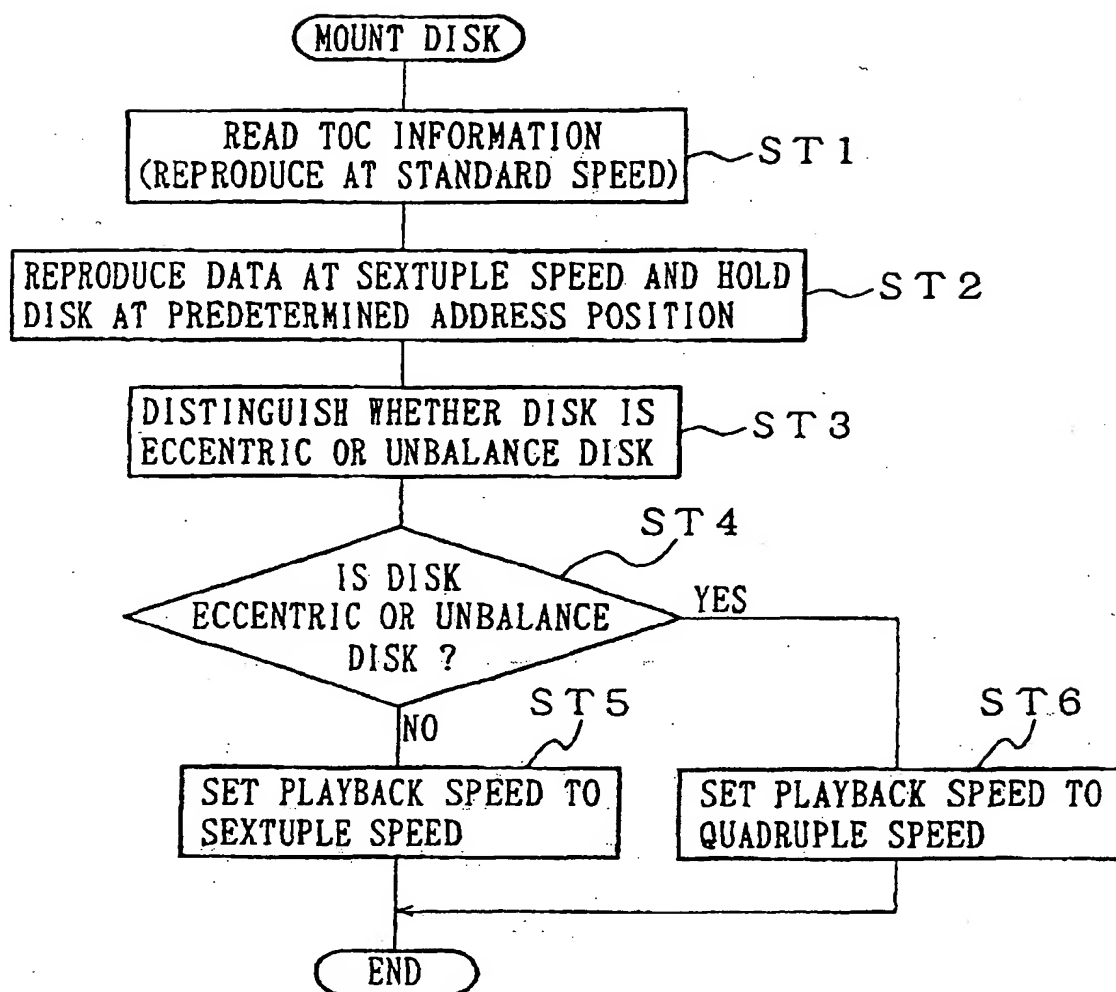 MOUNT DISK
READ TOC INFORMATION
(REPRODUCE AT STANDARD SPEED)
ST1
REPRODUCE DATA AT SEXTUPLE SPEED AND HOLD
DISK AT PREDETERMINED ADDRESS POSITION
ST2
DISTINGUISH WHETHER DISK IS
ECCENTRIC OR UNBALANCE DISK
ST3
ST4
IS DISK
ECCENTRIC OR UNBALANCE
DISK ?
YES
NO
ST5
SET PLAYBACK SPEED TO
SEXTUPLE SPEED
ST6
SET PLAYBACK SPEED TO
QUADRUPLE SPEED
END